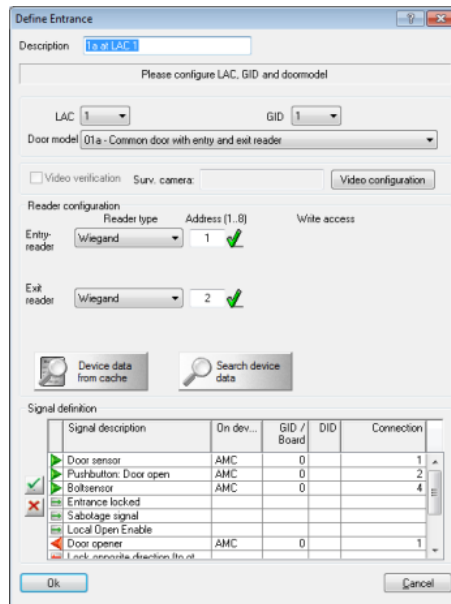 Define Entrance
Description 1a at LAC 1
Please configure LAC, GID and doormodel
LAC 1 GID 1
Door model 01a - Common door with entry and exit reader
Video verification Surv. camera: Video configuration
Reader configuration
Reader type Address (1..8) Write access
Entry-
reader Wiegand 1
Exit
reader Wiegand 2
Device data
from cache
Search device
data
Signal definition
Signal description On dev... GID /
Board DID Connection
Door sensor AMC 0 1
Pushbutton: Door open AMC 0 2
Boltsensor AMC 0 4
Entrance locked
Sabotage signal
Local Open Enable
Door opener AMC 0 1
Lock opposite direction (to ot
Ok Cancel